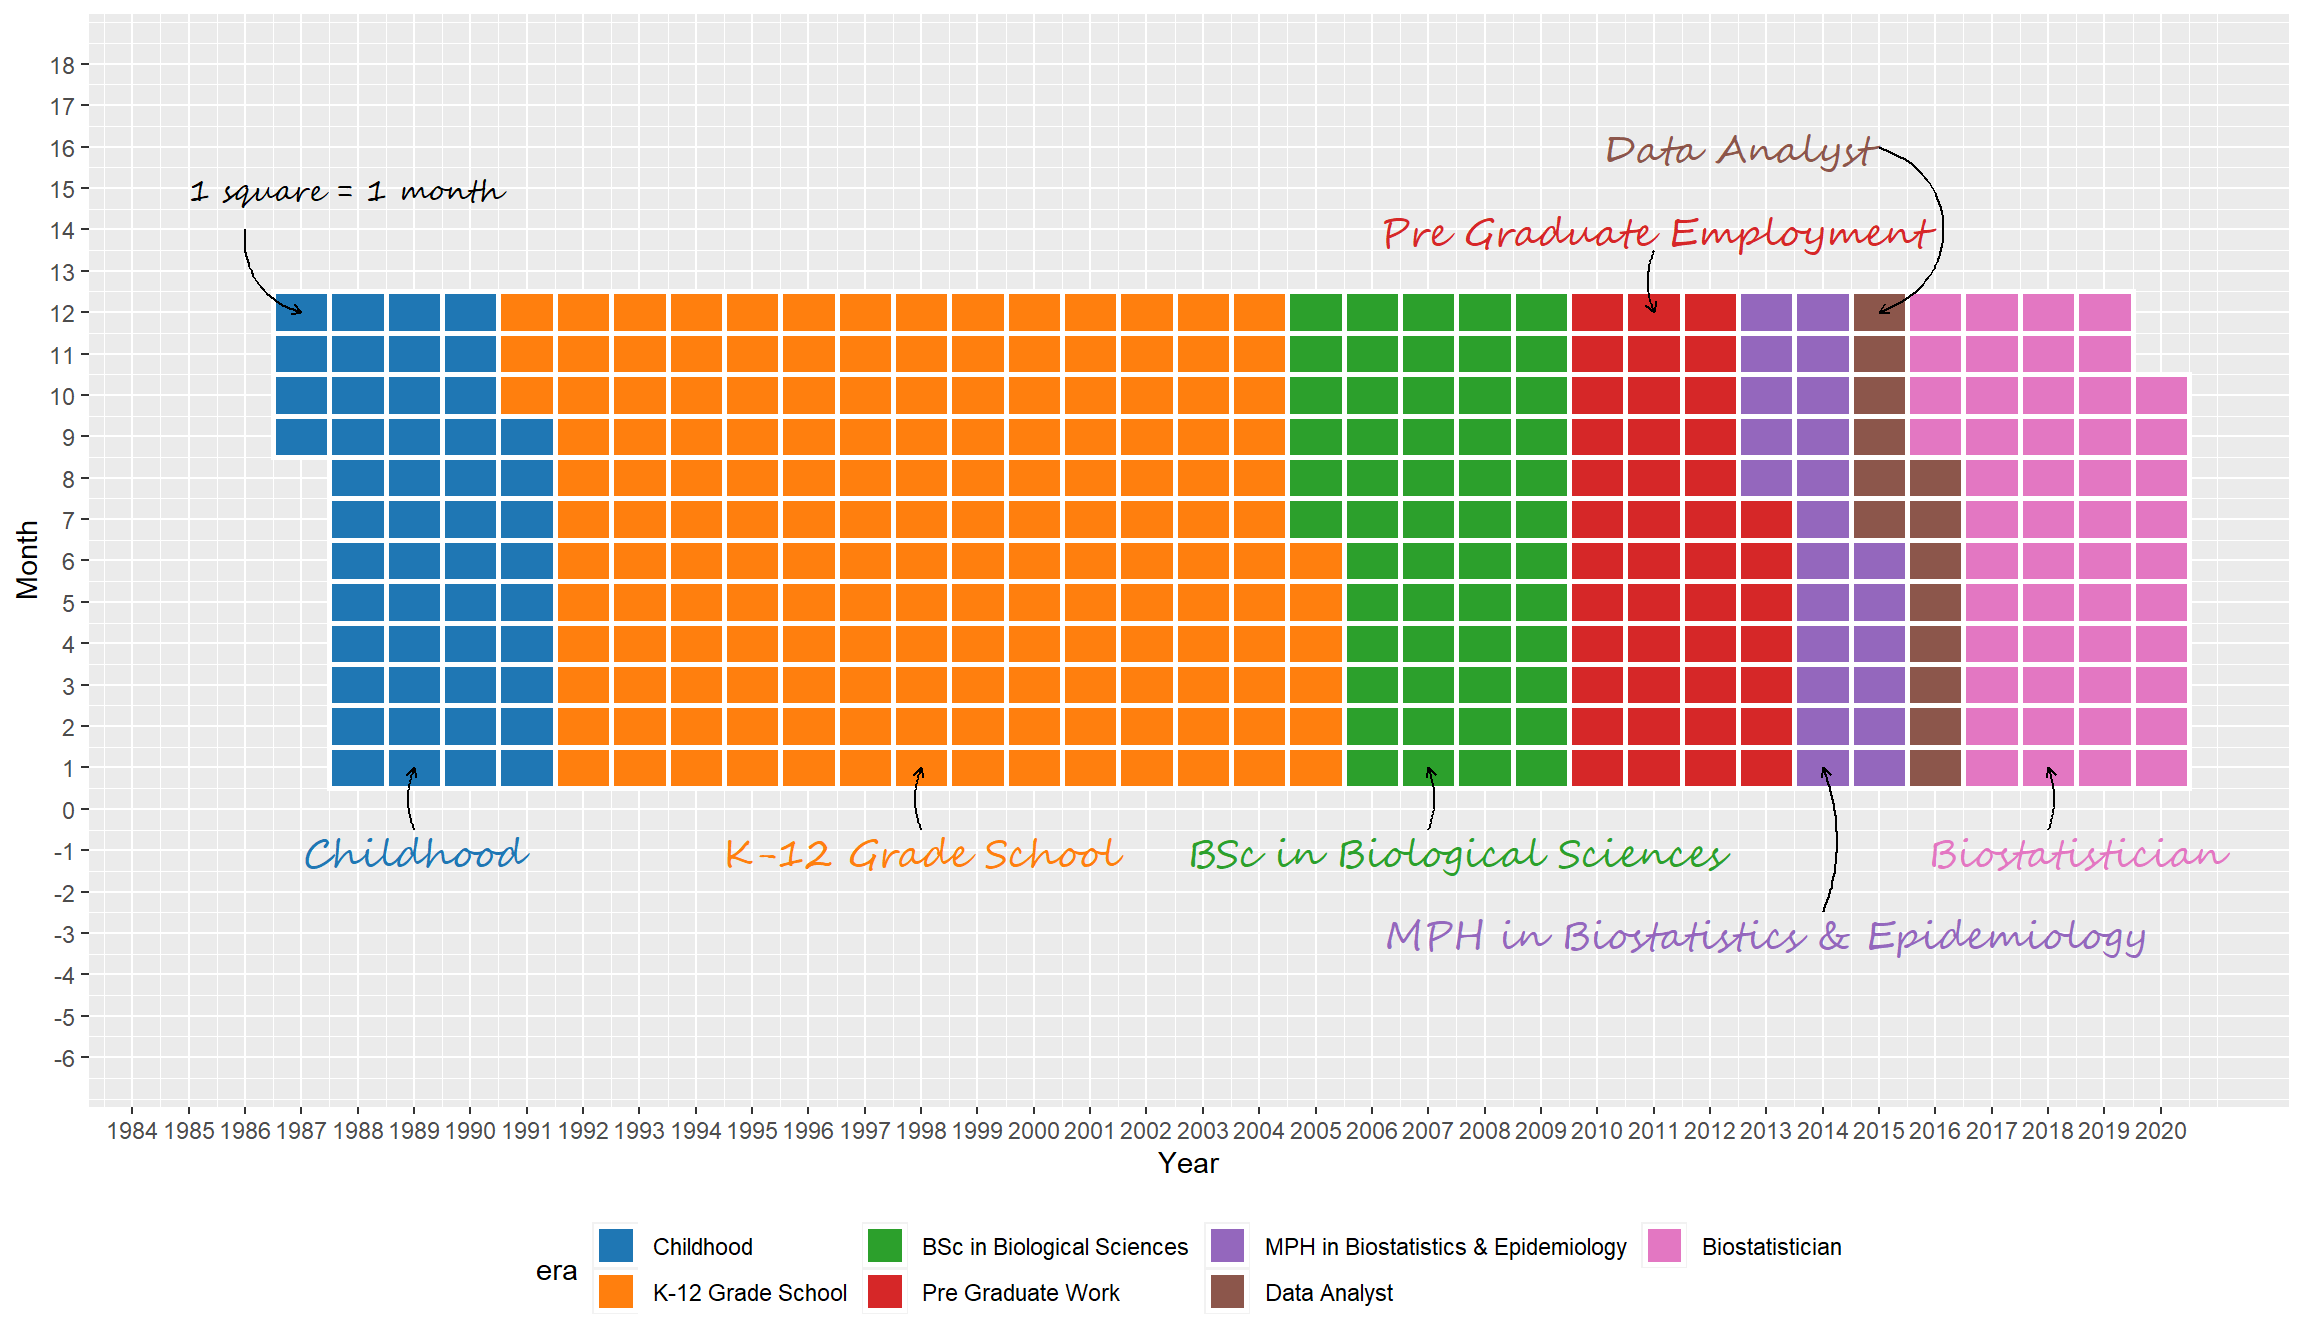 18
17
16
15
14
13
12
11
10
9
8
7
6
5
4
3
2
1
0
-1
-2
-3
-4
-5
-6
Month
Data Analyst
1 square = 1 month
Pre Graduate Employment
Childhood
K-12 Grade School
BSc in Biological Sciences
Biostatistician
MPH in Biostatistics & Epidemiology
1984 1985 1986 1987 1988 1989 1990 1991 1992 1993 1994 1995 1996 1997 1998 1999 2000 2001 2002 2003 2004 2005 2006 2007 2008 2009 2010 2011 2012 2013 2014 2015 2016 2017 2018 2019 2020
Year
era
Childhood
K-12 Grade School
BSc in Biological Sciences
Pre Graduate Work
MPH in Biostatistics & Epidemiology
Data Analyst
Biostatistician